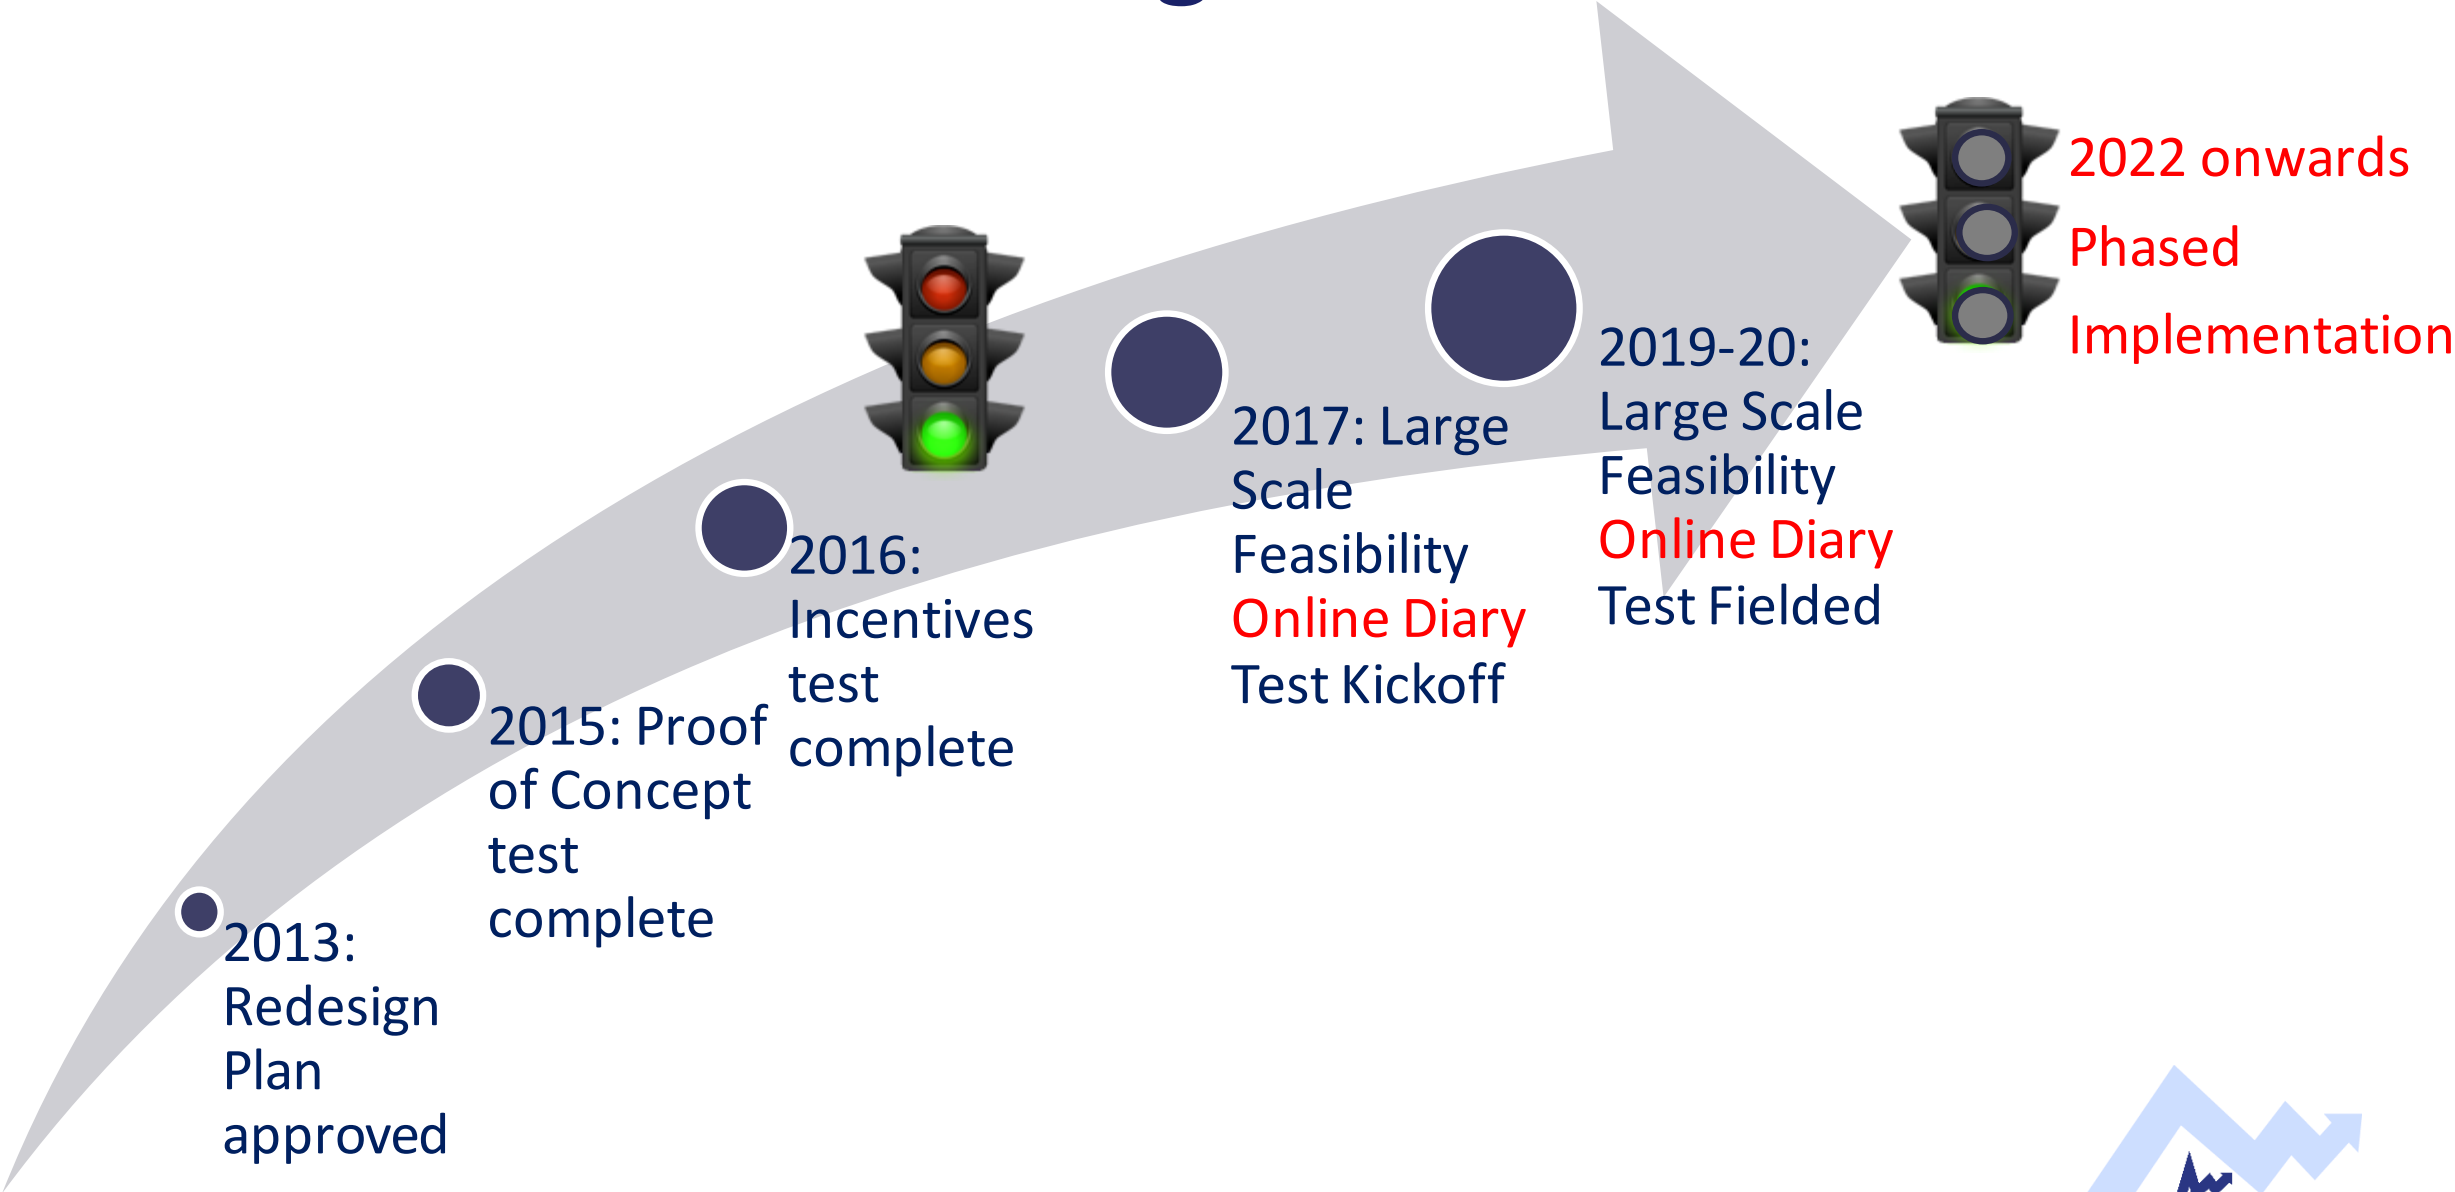 2013:
Redesign
Plan
approved
2015: Proof
of Concept
test
complete
2016:
Incentives
test
complete
2017: Large
Scale
Feasibility
Online Diary
Test Kickoff
2019-20:
Large Scale
Feasibility
Online Diary
Test Fielded
2022 onwards
Phased
Implementation